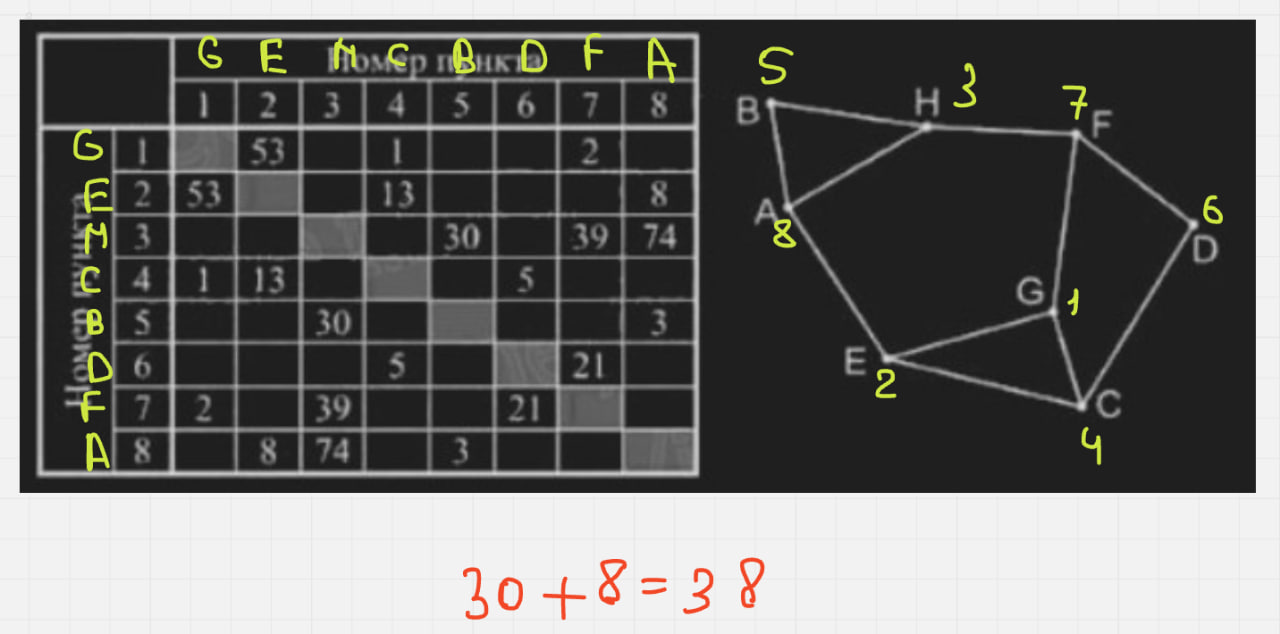 G E M C B D F A
Номер пункта
1 2 3 4 5 6 7 8
Номер пункта
G 1 53 1 2
E 2 53 13 8
M 3 30 39 74
C 4 1 13 5
B 5 30 3
D 6 5 21
F 7 2 39 21
A 8 8 74 3
5
B
H 3
7
F
A
8
6
D
G 1
E
2
C
4
30+8=38